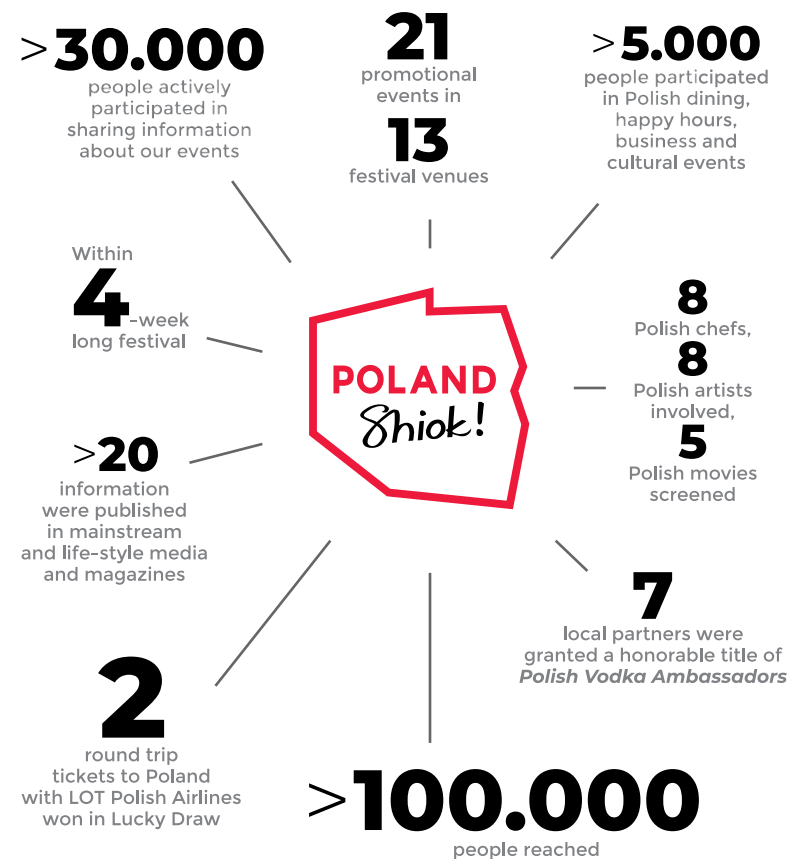 >30.000
people actively
participated in
sharing information
about our events
21
promotional
events in
13
festival venues
>5.000
people participated
in Polish dining,
happy hours,
business and
cultural events
Within
4-week
long festival
POLAND
Shiok!
8
Polish chefs,
8
Polish artists
involved,
5
Polish movies
screened
>20
information
were published
in mainstream
and life-style media
and magazines
7
local partners were
granted a honorable title of
Polish Vodka Ambassadors
2
round trip
tickets to Poland
with LOT Polish Airlines
won in Lucky Draw
>100.000
people reached